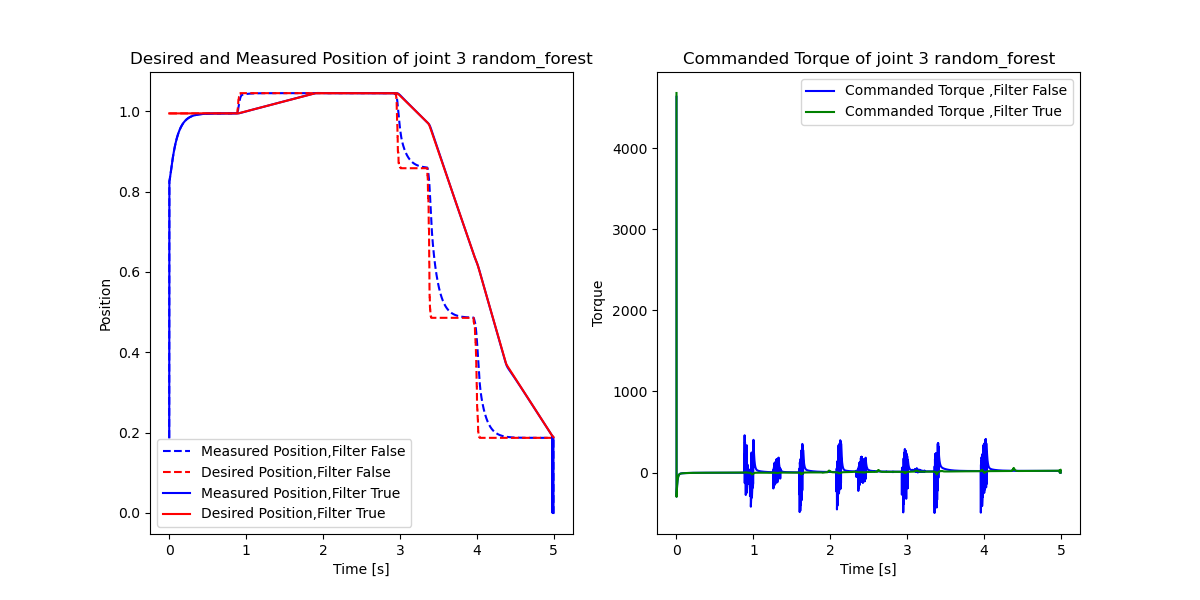 Desired and Measured Position of joint 3 random_forest
Position
1.0
0.8
0.6
0.4
0.2
0.0
Measured Position,Filter False
Desired Position,Filter False
Measured Position,Filter True
Desired Position,Filter True
0 1 2 3 4 5
Time [s]
Commanded Torque of joint 3 random_forest
Torque
4000
3000
2000
1000
0
Commanded Torque ,Filter False
Commanded Torque ,Filter True
0 1 2 3 4 5
Time [s]